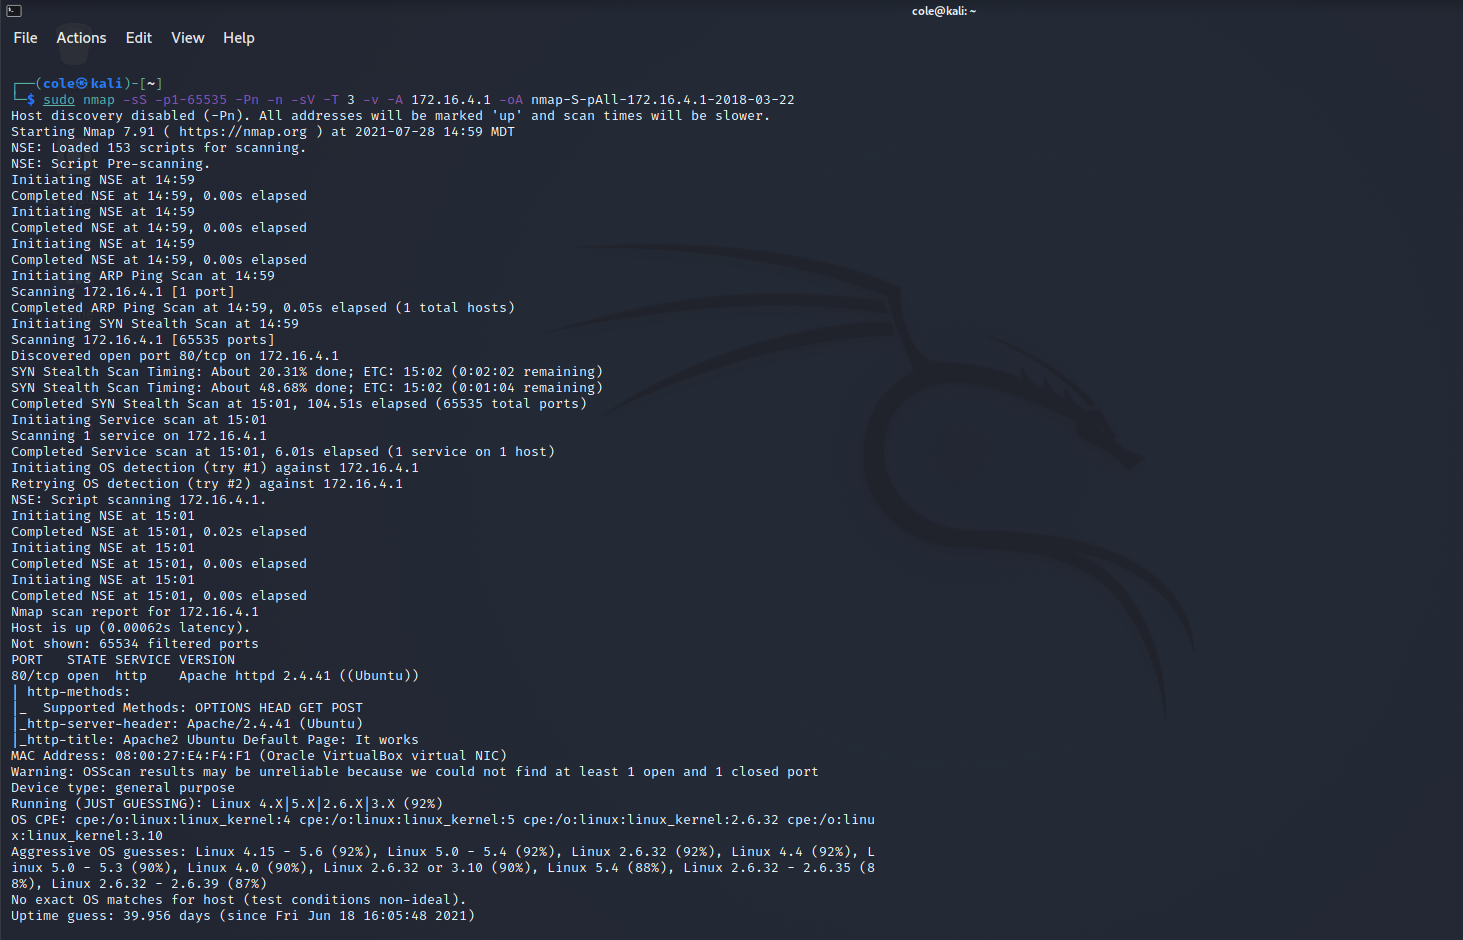 cole@kali: ~
File Actions Edit View Help
┌──(cole㉿kali)-[~]
└─$ sudo nmap -sS -p1-65535 -Pn -n -sV -T 3 -v -A 172.16.4.1 -oA nmap-S-pAll-172.16.4.1-2018-03-22
Host discovery disabled (-Pn). All addresses will be marked 'up' and scan times will be slower.
Starting Nmap 7.91 ( https://nmap.org ) at 2021-07-28 14:59 MDT
NSE: Loaded 153 scripts for scanning.
NSE: Script Pre-scanning.
Initiating NSE at 14:59
Completed NSE at 14:59, 0.00s elapsed
Initiating NSE at 14:59
Completed NSE at 14:59, 0.00s elapsed
Initiating NSE at 14:59
Completed NSE at 14:59, 0.00s elapsed
Initiating ARP Ping Scan at 14:59
Scanning 172.16.4.1 [1 port]
Completed ARP Ping Scan at 14:59, 0.05s elapsed (1 total hosts)
Initiating SYN Stealth Scan at 14:59
Scanning 172.16.4.1 [65535 ports]
Discovered open port 80/tcp on 172.16.4.1
SYN Stealth Scan Timing: About 20.31% done; ETC: 15:02 (0:02:02 remaining)
SYN Stealth Scan Timing: About 48.68% done; ETC: 15:02 (0:01:04 remaining)
Completed SYN Stealth Scan at 15:01, 104.51s elapsed (65535 total ports)
Initiating Service scan at 15:01
Scanning 1 service on 172.16.4.1
Completed Service scan at 15:01, 6.01s elapsed (1 service on 1 host)
Initiating OS detection (try #1) against 172.16.4.1
Retrying OS detection (try #2) against 172.16.4.1
NSE: Script scanning 172.16.4.1.
Initiating NSE at 15:01
Completed NSE at 15:01, 0.02s elapsed
Initiating NSE at 15:01
Completed NSE at 15:01, 0.00s elapsed
Initiating NSE at 15:01
Completed NSE at 15:01, 0.00s elapsed
Nmap scan report for 172.16.4.1
Host is up (0.00062s latency).
Not shown: 65534 filtered ports
PORT   STATE SERVICE VERSION
80/tcp open  http    Apache httpd 2.4.41 ((Ubuntu))
| http-methods:
|_  Supported Methods: OPTIONS HEAD GET POST
|_http-server-header: Apache/2.4.41 (Ubuntu)
|_http-title: Apache2 Ubuntu Default Page: It works
MAC Address: 08:00:27:E4:F4:F1 (Oracle VirtualBox virtual NIC)
Warning: OSScan results may be unreliable because we could not find at least 1 open and 1 closed port
Device type: general purpose
Running (JUST GUESSING): Linux 4.X|5.X|2.6.X|3.X (92%)
OS CPE: cpe:/o:linux:linux_kernel:4 cpe:/o:linux:linux_kernel:5 cpe:/o:linux:linux_kernel:2.6.32 cpe:/o:linu
x:linux_kernel:3.10
Aggressive OS guesses: Linux 4.15 - 5.6 (92%), Linux 5.0 - 5.4 (92%), Linux 2.6.32 (92%), Linux 4.4 (92%), L
inux 5.0 - 5.3 (90%), Linux 4.0 (90%), Linux 2.6.32 or 3.10 (90%), Linux 5.4 (88%), Linux 2.6.32 - 2.6.35 (8
8%), Linux 2.6.32 - 2.6.39 (87%)
No exact OS matches for host (test conditions non-ideal).
Uptime guess: 39.956 days (since Fri Jun 18 16:05:48 2021)